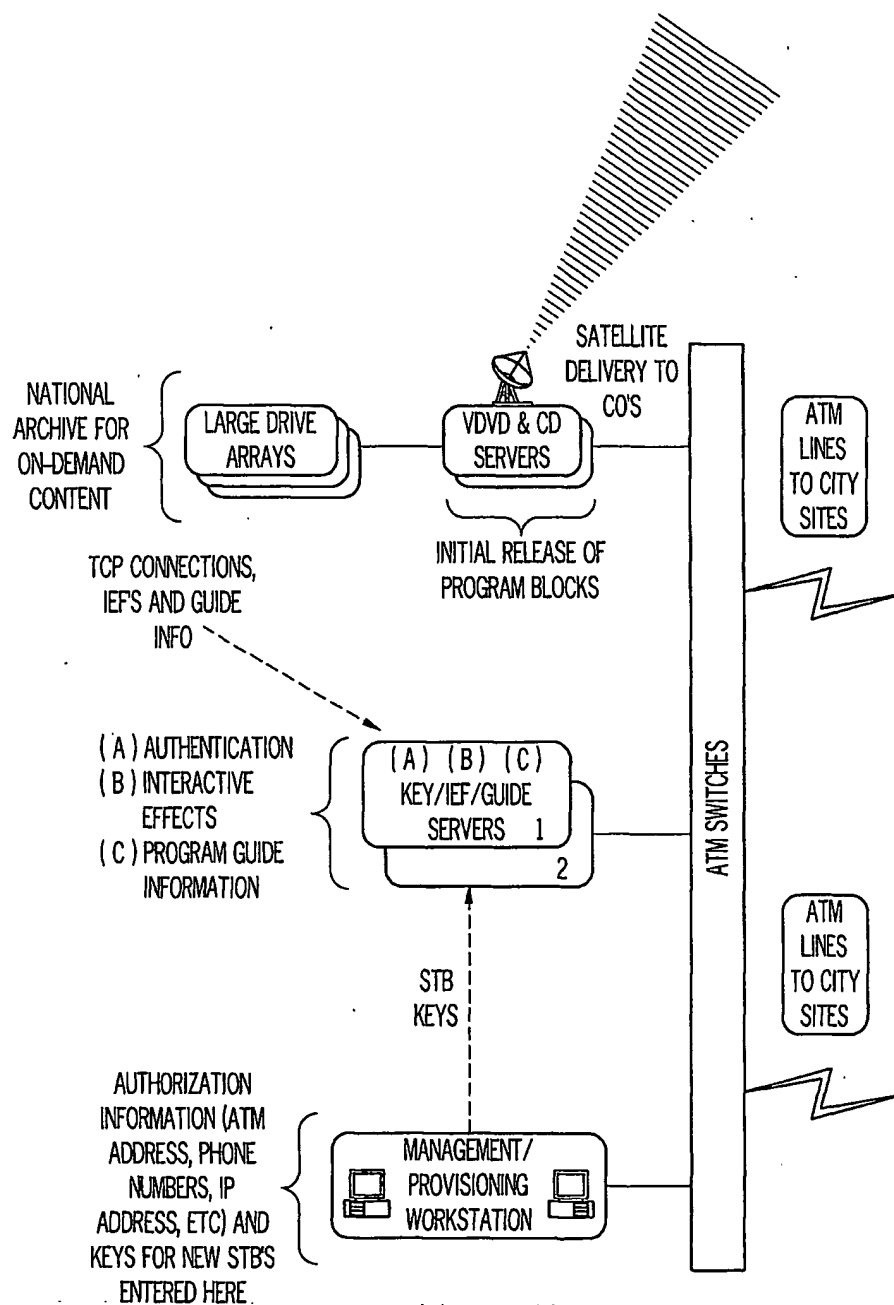 SATELLITE
DELIVERY TO
CO'S
NATIONAL
ARCHIVE FOR
ON-DEMAND
CONTENT
LARGE DRIVE
ARRAYS
VDVD & CD
SERVERS
INITIAL RELEASE OF
PROGRAM BLOCKS
ATM
LINES
TO CITY
SITES
TCP CONNECTIONS,
IEF'S AND GUIDE
INFO
(A) AUTHENTICATION
(B) INTERACTIVE
EFFECTS
(C) PROGRAM GUIDE
INFORMATION
(A) (B) (C)
KEY/IEF/GUIDE
SERVERS 1
2
ATM SWITCHES
STB
KEYS
ATM
LINES
TO CITY
SITES
AUTHORIZATION
INFORMATION (ATM
ADDRESS, PHONE
NUMBERS, IP
ADDRESS, ETC) AND
KEYS FOR NEW STB'S
ENTERED HERE
MANAGEMENT/
PROVISIONING
WORKSTATION